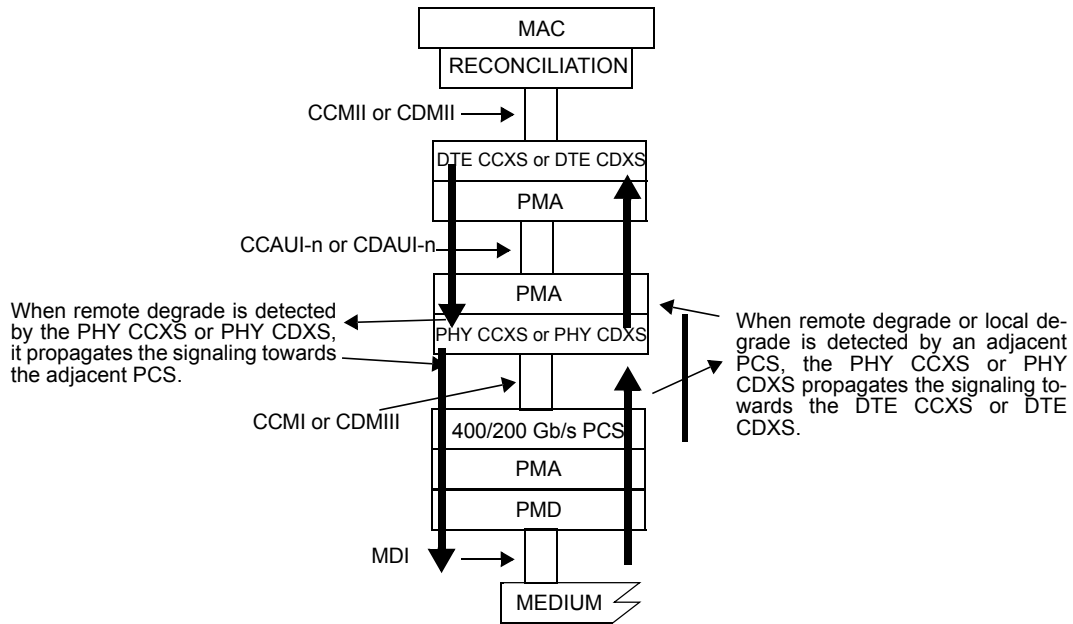 MAC
RECONCILIATION
CCMII or CDMII
DTE CCXS or DTE CDXS
PMA
CCAUI-n or CDAUI-n
PMA
When remote degrade is detected
by the PHY CCXS or PHY CDXS,
it propagates the signaling towards
the adjacent PCS.
PHY CCXS or PHY CDXS
When remote degrade or local de-
grade is detected by an adjacent
PCS, the PHY CCXS or PHY
CDXS propagates the signaling to-
wards the DTE CCXS or DTE
CDXS.
CCMI or CDMIII
400/200 Gb/s PCS
PMA
PMD
MDI
MEDIUM